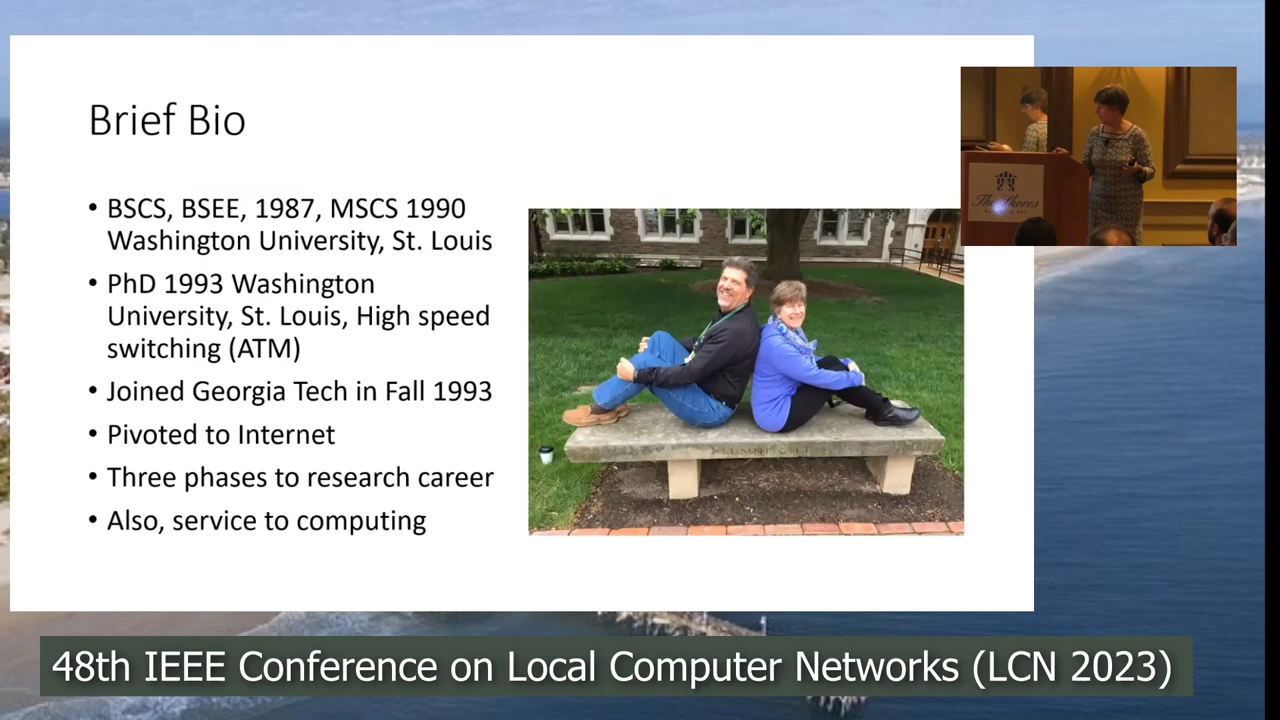 Brief Bio
• BSCS, BSEE, 1987, MSCS 1990
Washington University, St. Louis
• PhD 1993 Washington
University, St. Louis, High speed
switching (ATM)
• Joined Georgia Tech in Fall 1993
• Pivoted to Internet
• Three phases to research career
• Also, service to computing
The Shores
48th IEEE Conference on Local Computer Networks (LCN 2023)